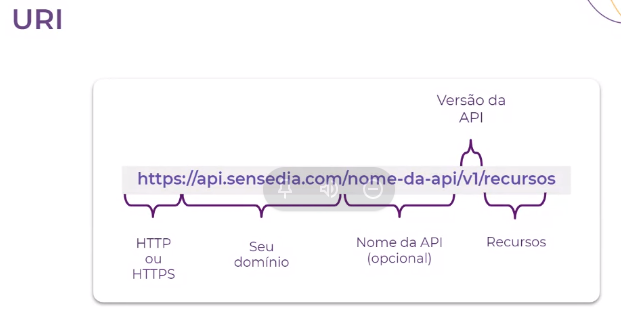 URI
Versão da
API
https://api.sensedia.com/nome-da-api/v1/recursos
HTTP
ou
HTTPS
Seu
domínio
Nome da API
(opcional)
Recursos